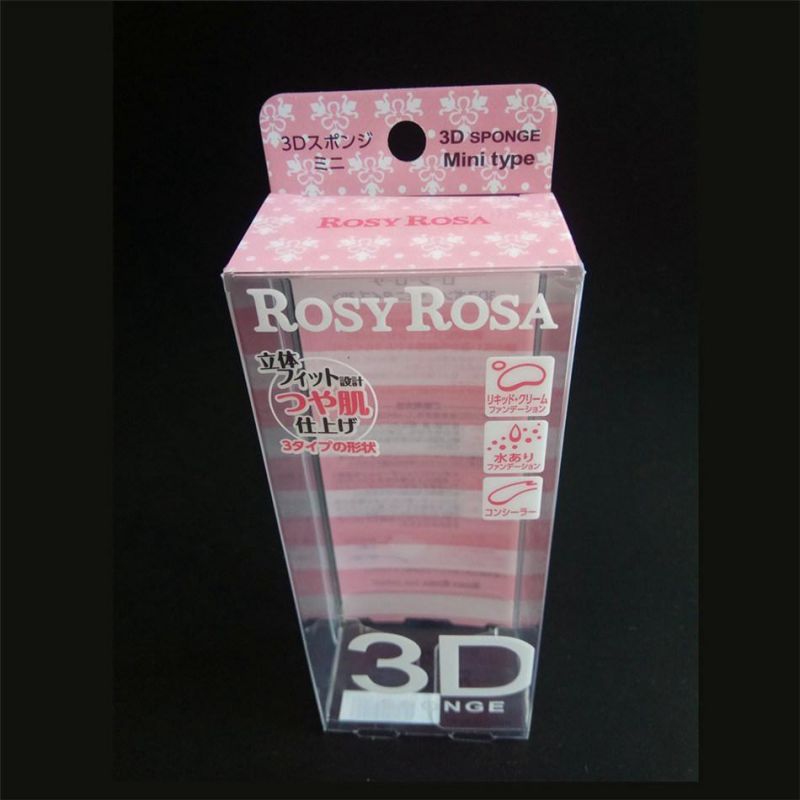 3Dスポンジ
ミニ
3D SPONGE
Mini type
ROSY ROSA
ROSY ROSA
立体
フィット設計
つや肌
仕上げ
3タイプの形状
リキッド・クリーム
ファンデーション
水あり
ファンデーション
コンシーラー
3D
NGE